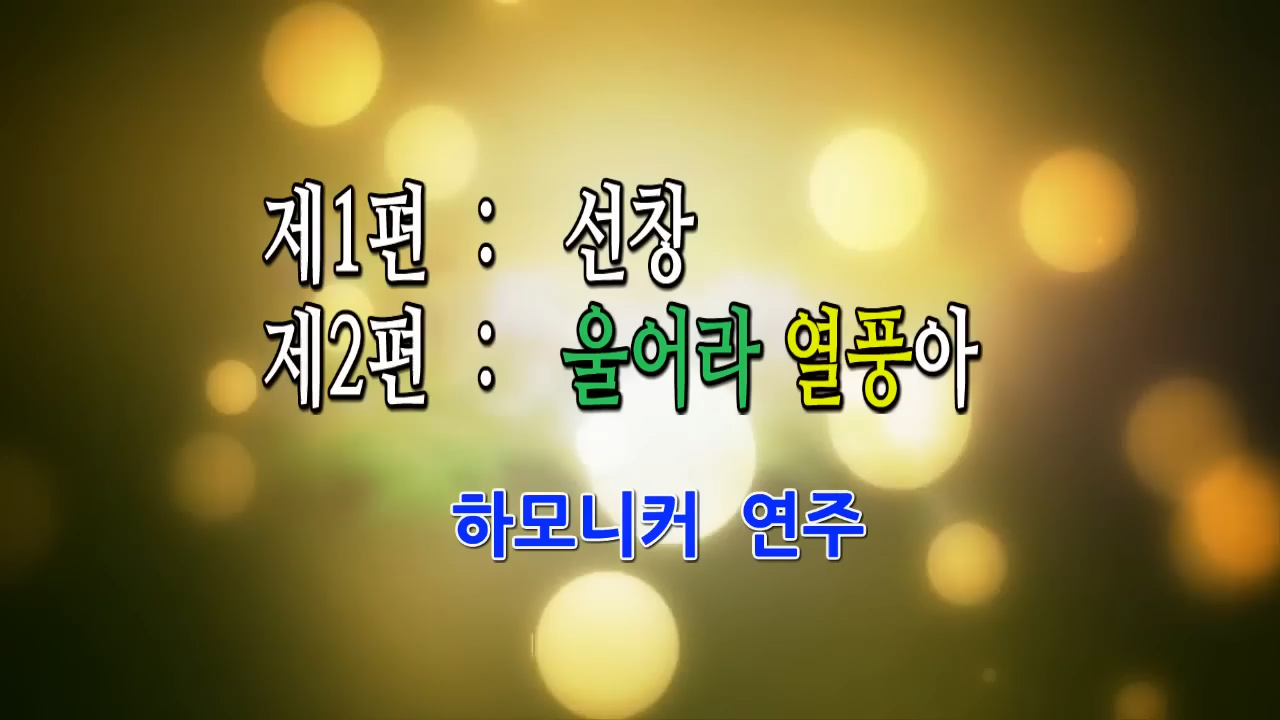 제1편 : 선창
제2편 : 울어라 열풍아
하모니커 연주